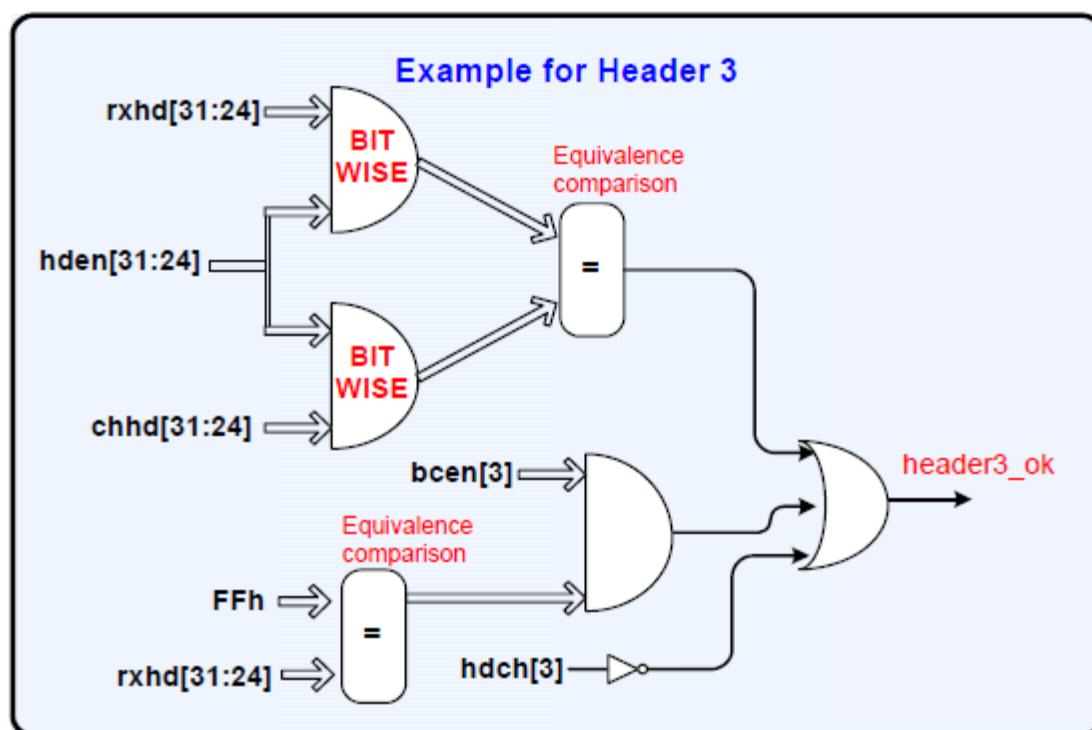 Example for Header 3
rxhd[31:24]
BIT
WISE
Equivalence
comparison
hden[31:24]
=
BIT
WISE
chhd[31:24]
bcen[3]
header3_ok
Equivalence
comparison
FFh
=
rxhd[31:24]
hdch[3]